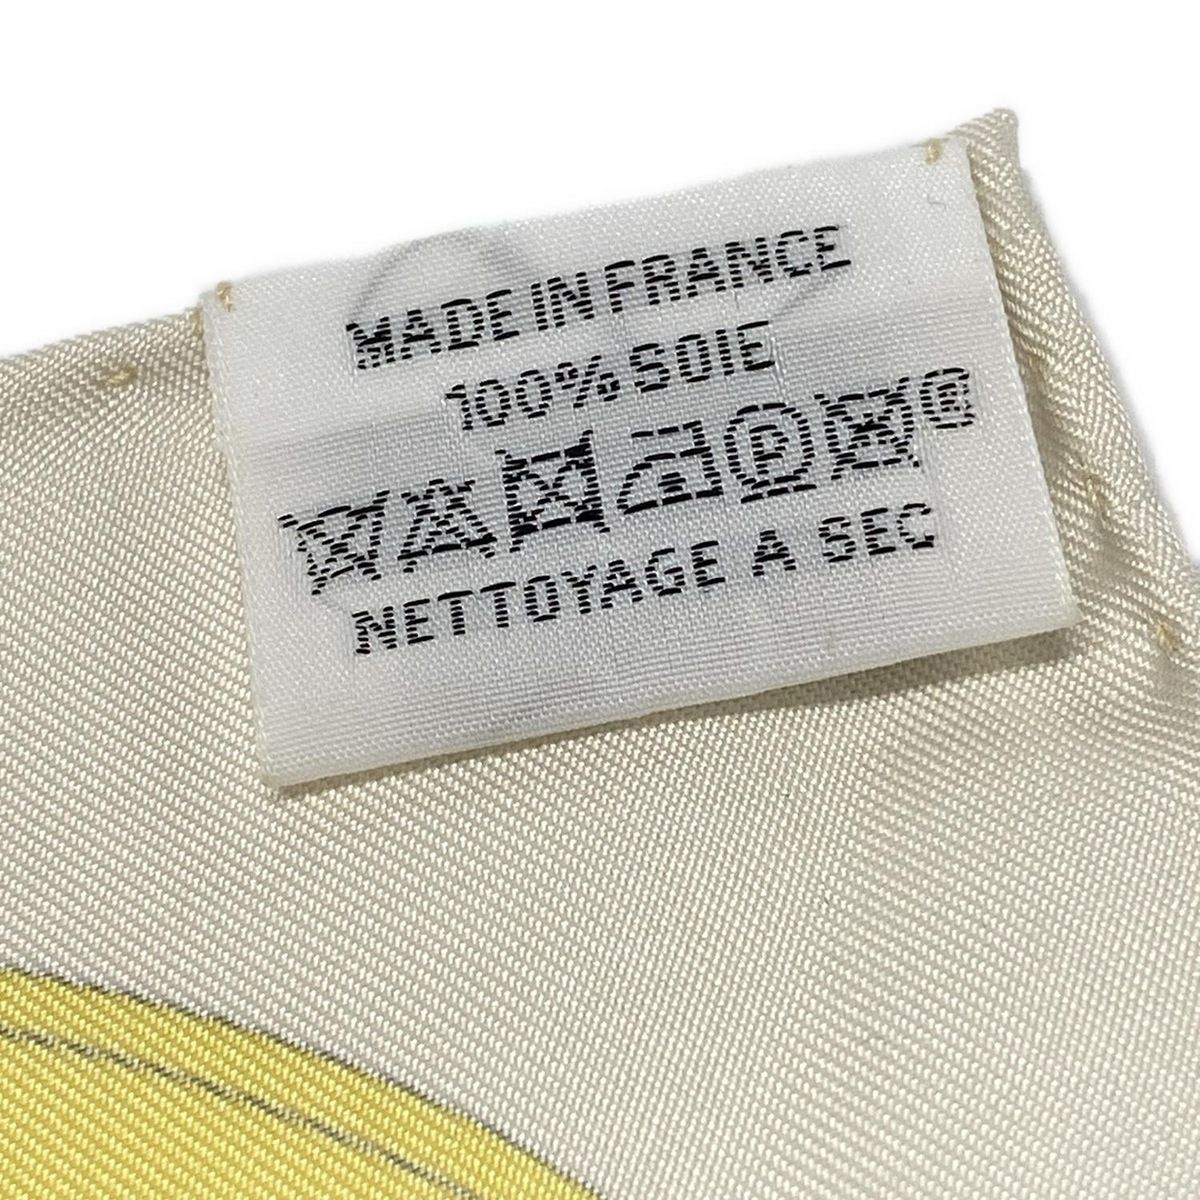 MADE IN FRANCE
100% SOIE
P ®
NETTOYAGE A SEC